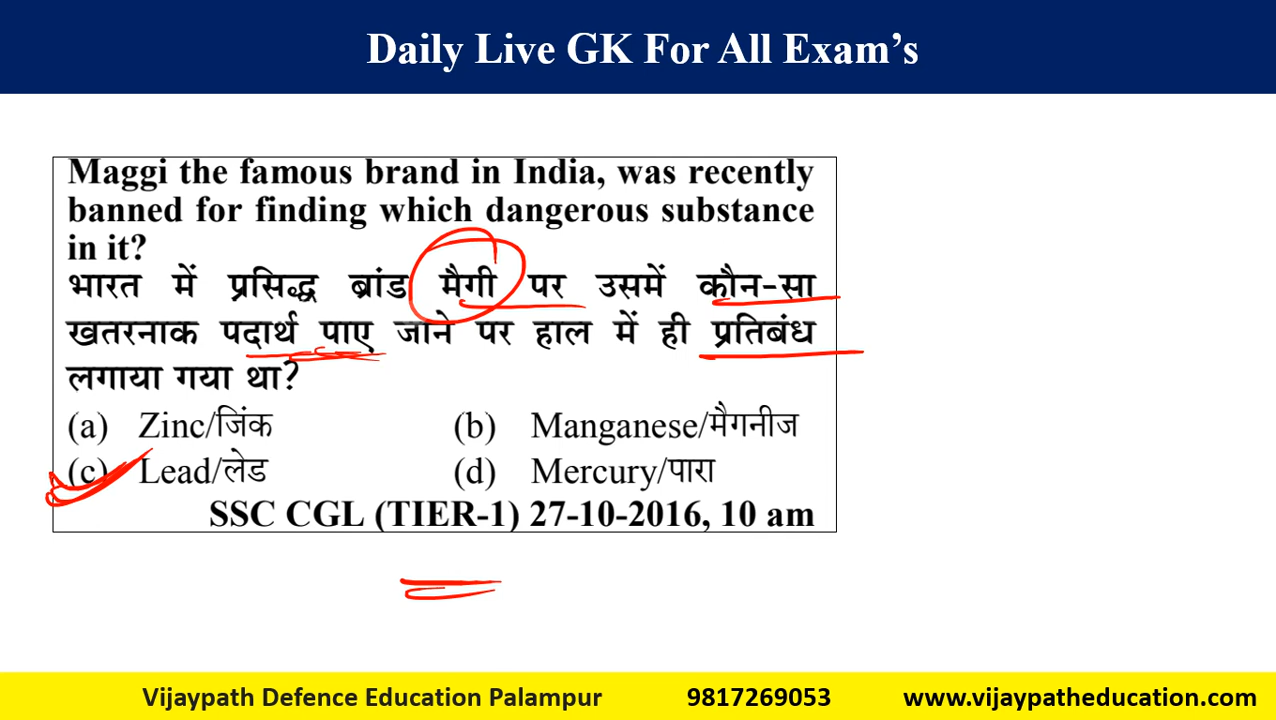 Daily Live GK For All Exam's
Maggi the famous brand in India, was recently
banned for finding which dangerous substance
in it?
भारत में प्रसिद्ध ब्रांड मैगी पर उसमें कौन-सा
खतरनाक पदार्थ पाए जाने पर हाल में ही प्रतिबंध
लगाया गया था?
(a) Zinc/जिंक (b) Manganese/मैगनीज
(c) Lead/लेड (d) Mercury/पारा
SSC CGL (TIER-1) 27-10-2016, 10 am
Vijaypath Defence Education Palampur 9817269053 www.vijaypatheducation.com